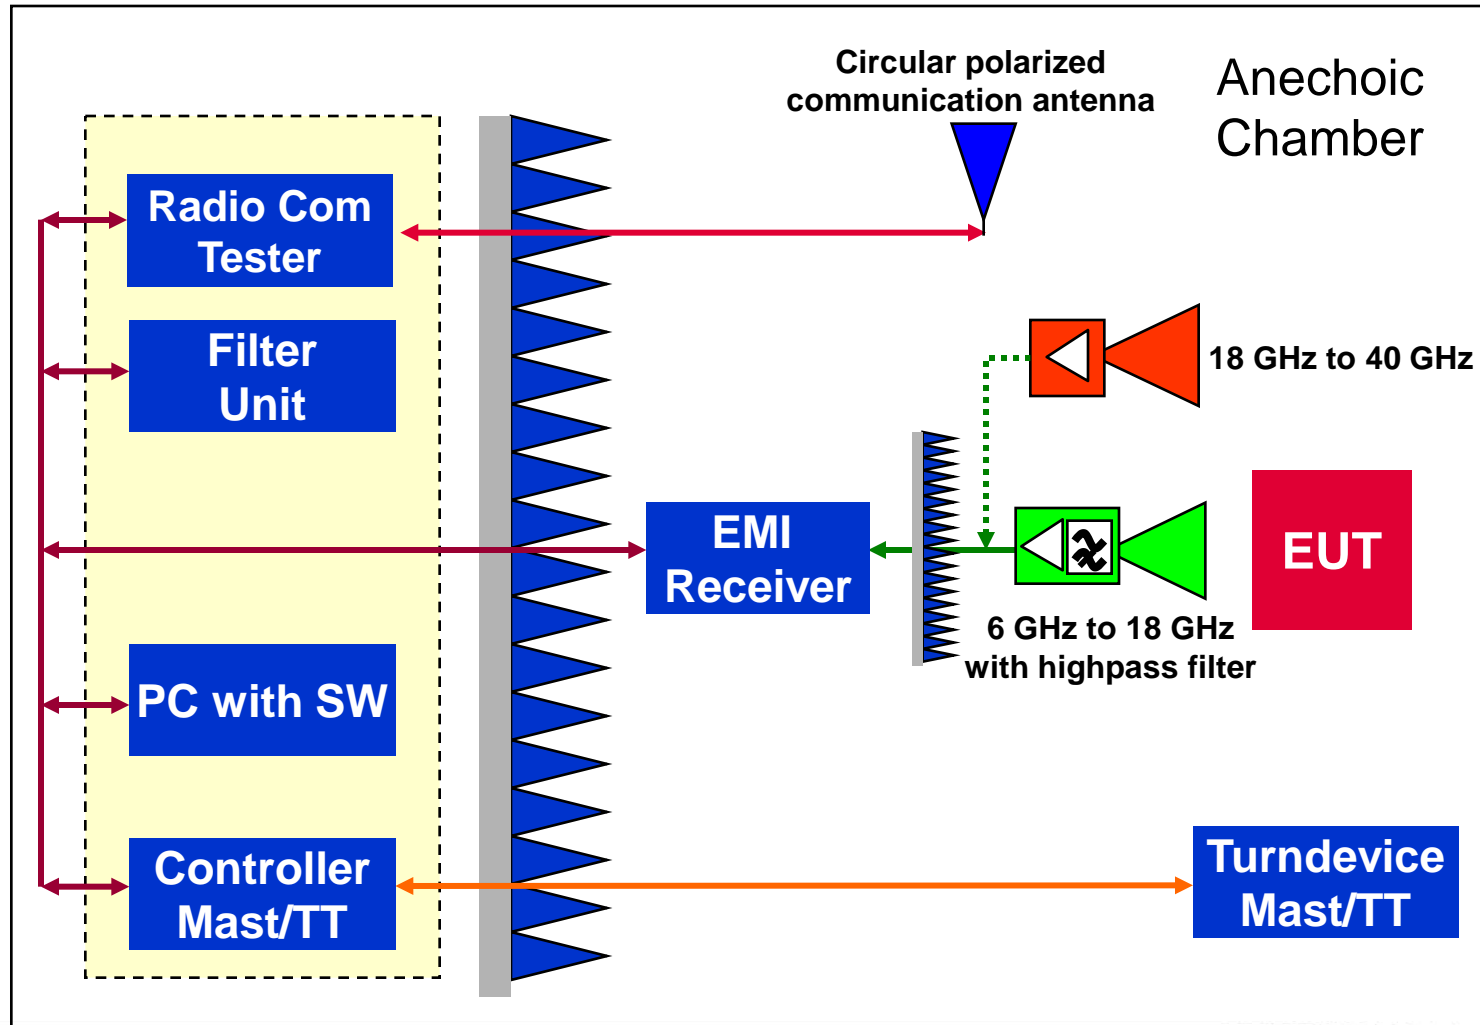 Circular polarized
communication antenna
Anechoic
Chamber
Radio Com
Tester
Filter
Unit
18 GHz to 40 GHz
EMI
Receiver
EUT
6 GHz to 18 GHz
with highpass filter
PC with SW
Controller
Mast/TT
Turndevice
Mast/TT